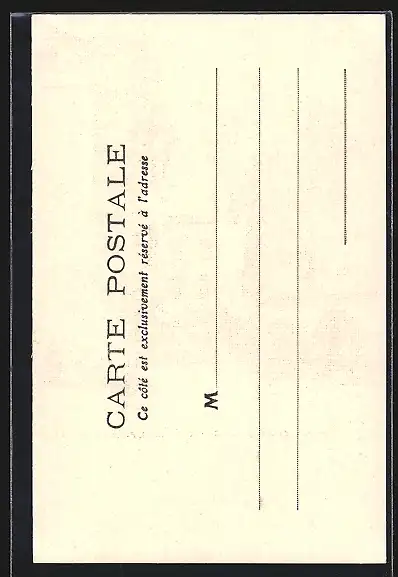 CARTE POSTALE
Ce côté est exclusivement réservé à l'adresse
M